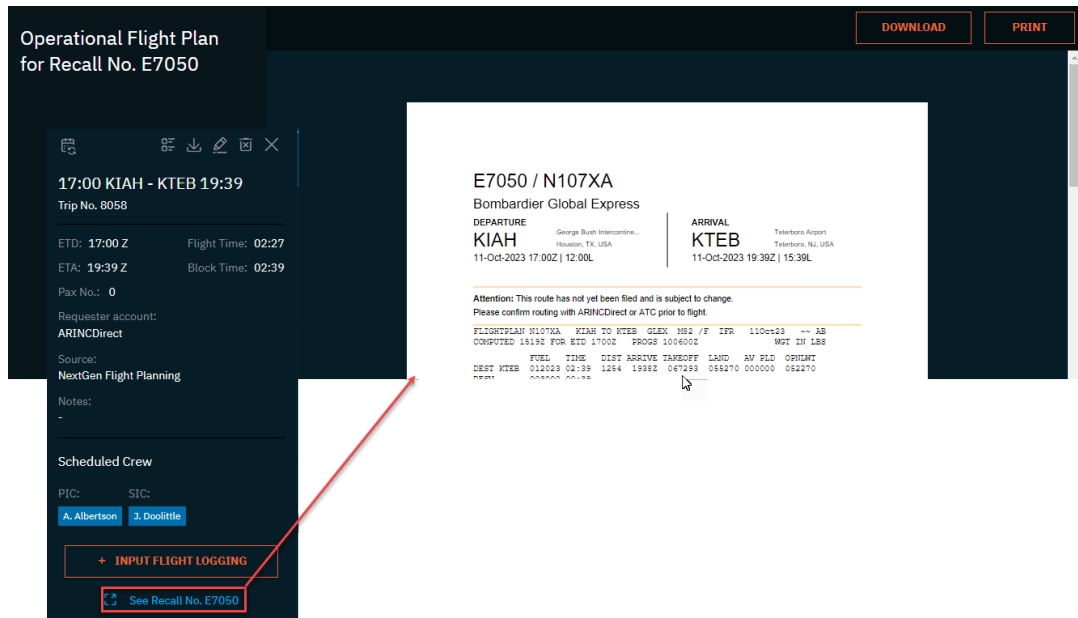 Operational Flight Plan
for Recall No. E7050
DOWNLOAD
PRINT
17:00 KIAH - KTEB 19:39
Trip No. 8058
ETD: 17:00 Z Flight Time: 02:27
ETA: 19:39 Z Block Time: 02:39
Pax No.: 0
Requester account:
ARINCDirect
Source:
NextGen Flight Planning
Notes:
-
Scheduled Crew
PIC: SIC:
A. Albertson J. Doolittle
+ INPUT FLIGHT LOGGING
See Recall No. E7050
E7050 / N107XA
Bombardier Global Express
DEPARTURE
KIAH
George Bush Intercontine...
Houston, TX, USA
11-Oct-2023 17:00Z | 12:00L
ARRIVAL
KTEB
Teterboro Airport
Teterboro, NJ, USA
11-Oct-2023 19:39Z | 15:39L
Attention: This route has not yet been filed and is subject to change.
Please confirm routing with ARINCDirect or ATC prior to flight.
FLIGHTPLAN N107XA KIAH TO KTEB GLEX M82 /F IFR 11Oct23 ~~ AB
COMPUTED 1519Z FOR ETD 1700Z PROGS 100600Z WGT IN LBS
FUEL TIME DIST ARRIVE TAKEOFF LAND AV PLD OPNLWT
DEST KTEB 012023 02:39 1254 1938Z 067293 055270 000000 052270